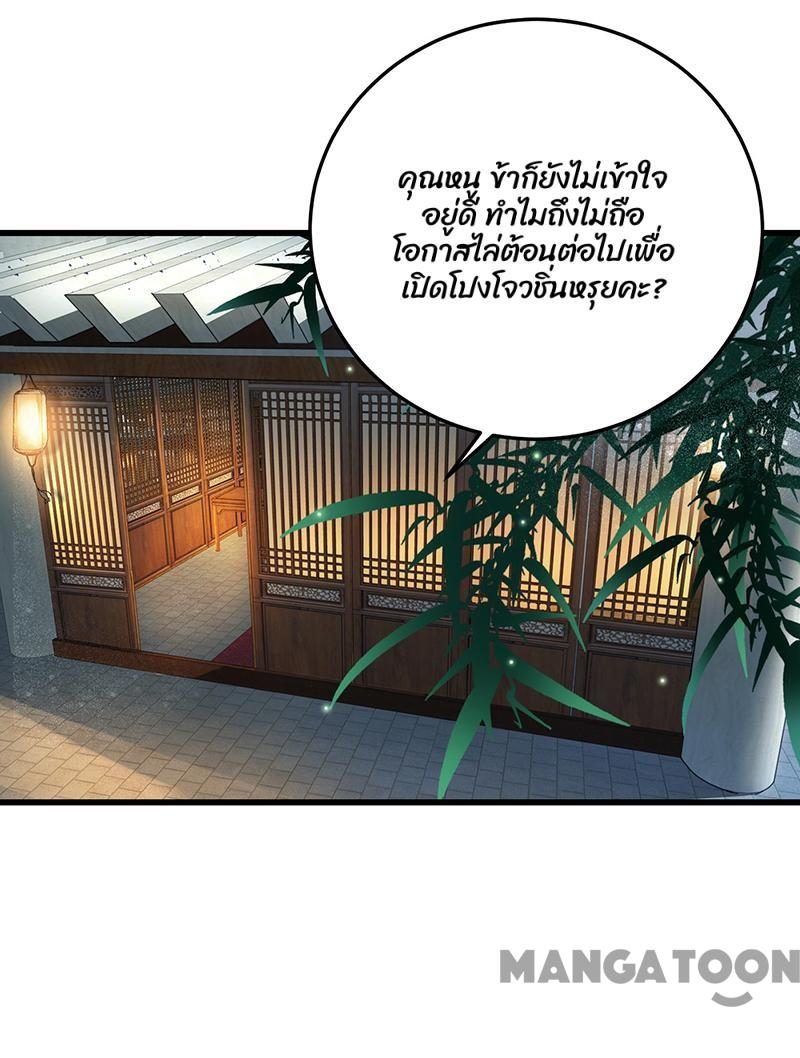 คุณหนู ข้าก็ยังไม่เข้าใจ
อยู่ดี ทำไมถึงไม่ถือ
โอกาสไล่ต้อนต่อไปเพื่อ
เปิดโปงโจวชิ่นหรุยคะ?
MANGATOON